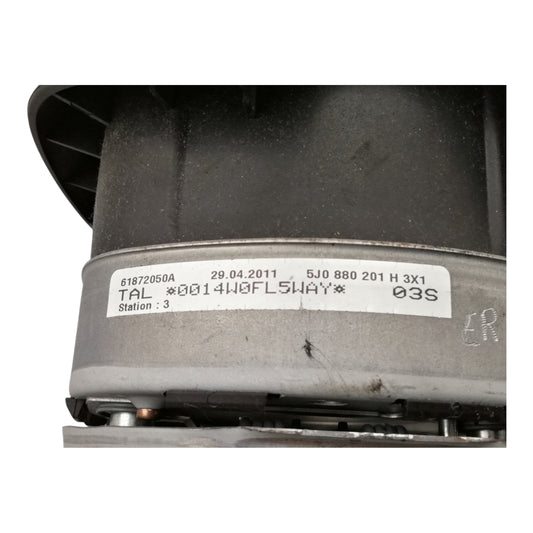 61872050A 29.04.2011 5J0 880 201 H 3X1
TAL *0014W0FL5WAY* 03S
Station : 3